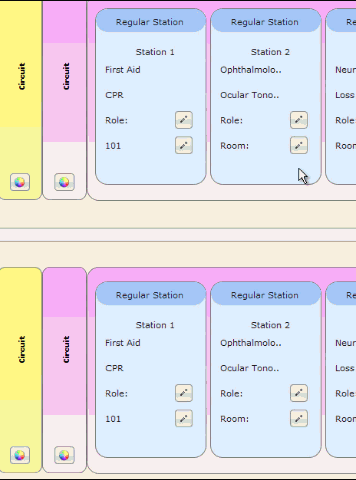 Circuit
Circuit
Regular Station
Station 1
First Aid
CPR
Role:
101
Regular Station
Station 2
Ophthalmolo..
Ocular Tono..
Role:
Room:
Re
Neur
Loss
Role
Roon
Circuit
Circuit
Regular Station
Station 1
First Aid
CPR
Role:
101
Regular Station
Station 2
Ophthalmolo..
Ocular Tono..
Role:
Room:
Re
Neur
Loss
Role
Roon